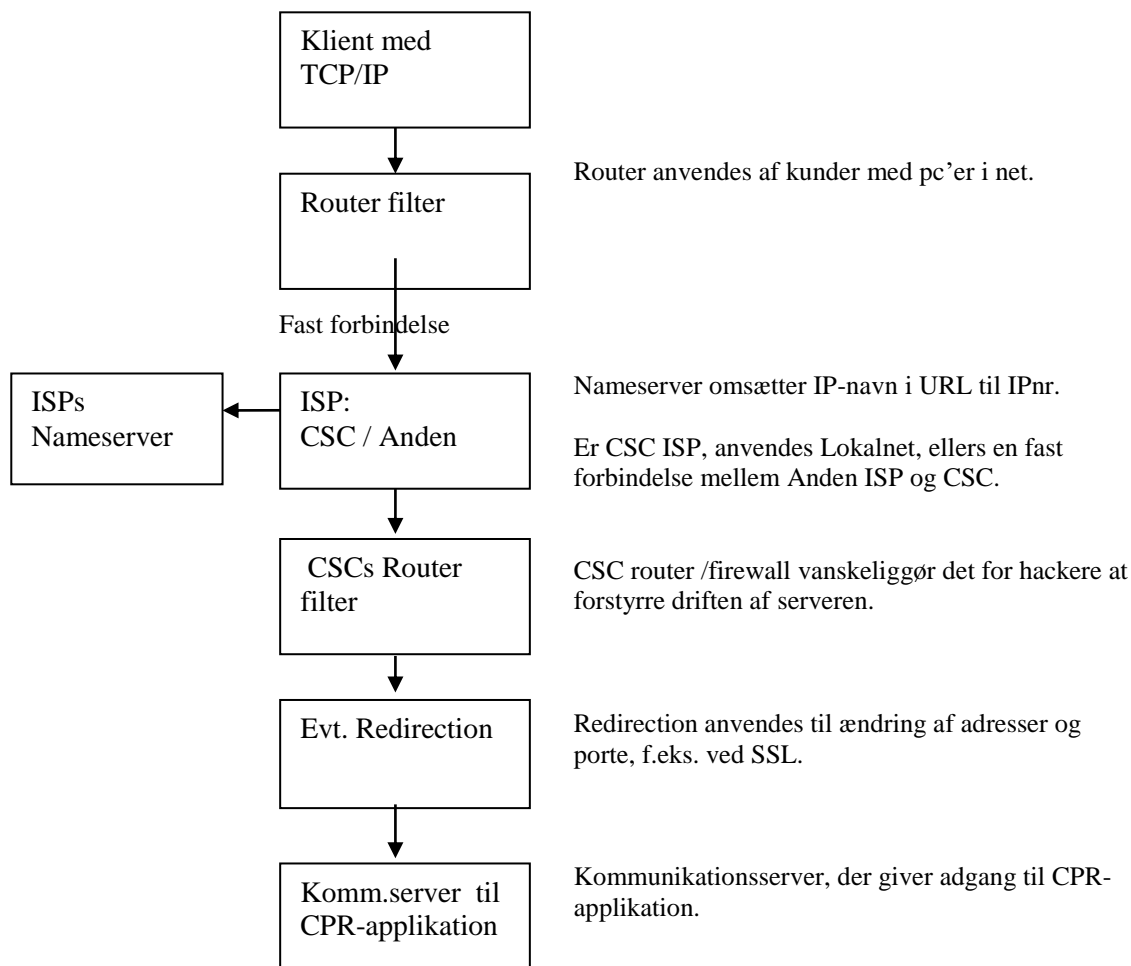 Klient med
TCP/IP
Router anvendes af kunder med pc’er i net.
Router filter
Fast forbindelse
ISPs
Nameserver
ISP:
CSC / Anden
Nameserver omsætter IP-navn i URL til IPnr.
Er CSC ISP, anvendes Lokalnet, ellers en fast
forbindelse mellem Anden ISP og CSC.
CSCs Router
filter
CSC router /firewall vanskeliggør det for hackere at
forstyrre driften af serveren.
Evt. Redirection
Redirection anvendes til ændring af adresser og
porte, f.eks. ved SSL.
Komm.server til
CPR-applikation
Kommunikationsserver, der giver adgang til CPR-
applikation.